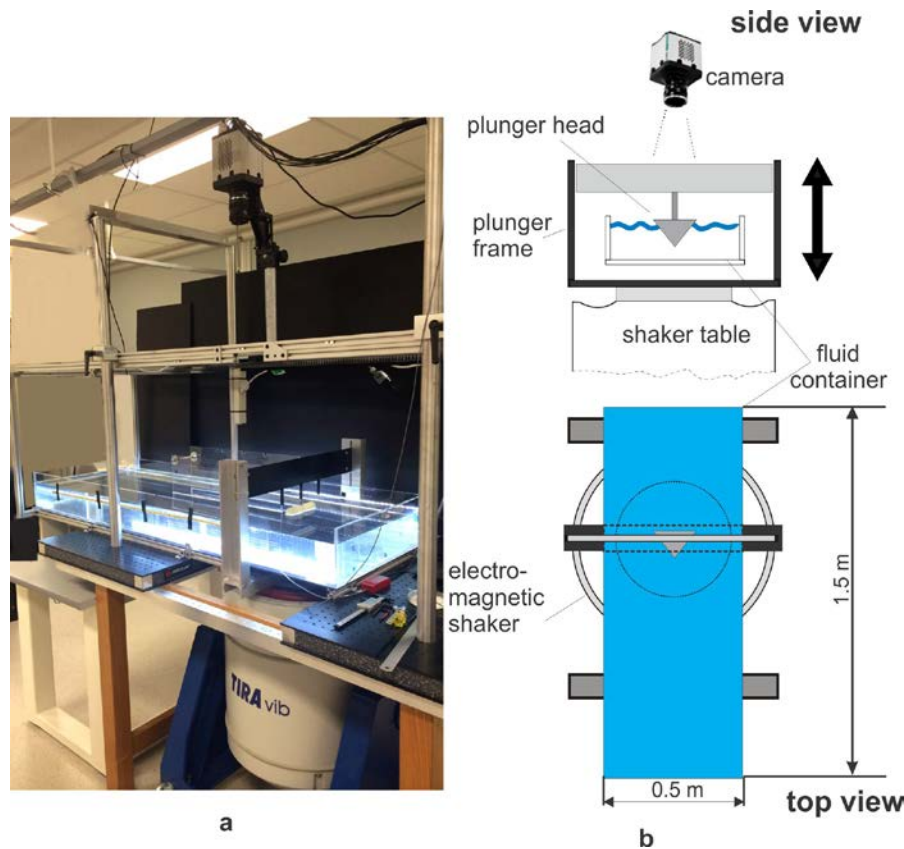 side view
camera
plunger head
plunger
frame
shaker table
fluid
container
electro-
magnetic
shaker
1.5 m
0.5 m
top view
TIRA vib
a
b